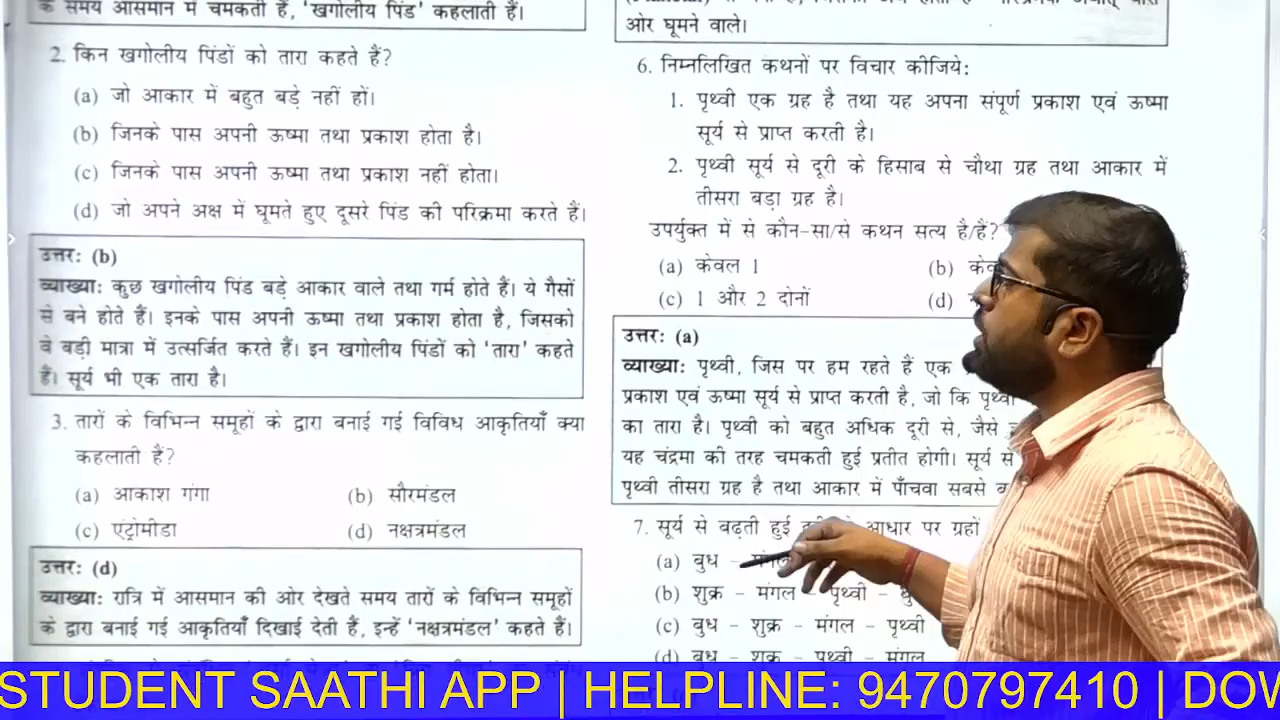 के समय आसमान में चमकती हैं, ‘खगोलीय पिंड’ कहलाती हैं।
2. किन खगोलीय पिंडों को तारा कहते हैं?
(a) जो आकार में बहुत बड़े नहीं हों।
(b) जिनके पास अपनी ऊष्मा तथा प्रकाश होता है।
(c) जिनके पास अपनी ऊष्मा तथा प्रकाश नहीं होता।
(d) जो अपने अक्ष में घूमते हुए दूसरे पिंड की परिक्रमा करते हैं।
उत्तर: (b)
व्याख्या: कुछ खगोलीय पिंड बड़े आकार वाले तथा गर्म होते हैं। ये गैसों
से बने होते हैं। इनके पास अपनी ऊष्मा तथा प्रकाश होता है, जिसको
वे बड़ी मात्रा में उत्सर्जित करते हैं। इन खगोलीय पिंडों को ‘तारा’ कहते
हैं। सूर्य भी एक तारा है।
3. तारों के विभिन्न समूहों के द्वारा बनाई गई विविध आकृतियाँ क्या
कहलाती हैं?
(a) आकाश गंगा (b) सौरमंडल
(c) एंट्रोमीडा (d) नक्षत्रमंडल
उत्तर: (d)
व्याख्या: रात्रि में आसमान की ओर देखते समय तारों के विभिन्न समूहों
के द्वारा बनाई गई आकृतियाँ दिखाई देती हैं, इन्हें ‘नक्षत्रमंडल’ कहते हैं।
ओर घूमने वाले।
6. निम्नलिखित कथनों पर विचार कीजिये:
1. पृथ्वी एक ग्रह है तथा यह अपना संपूर्ण प्रकाश एवं ऊष्मा
सूर्य से प्राप्त करती है।
2. पृथ्वी सूर्य से दूरी के हिसाब से चौथा ग्रह तथा आकार में
तीसरा बड़ा ग्रह है।
उपर्युक्त में से कौन-सा/से कथन सत्य है/हैं?
(a) केवल 1 (b)
(c) 1 और 2 दोनों (d)
उत्तर: (a)
व्याख्या: पृथ्वी, जिस पर हम रहते हैं एक
प्रकाश एवं ऊष्मा सूर्य से प्राप्त करती है, जो कि पृथ्वी
का तारा है। पृथ्वी को बहुत अधिक दूरी से, जैसे
यह चंद्रमा की तरह चमकती हुई प्रतीत होगी। सूर्य से
पृथ्वी तीसरा ग्रह है तथा आकार में पाँचवा सबसे
7. सूर्य से बढ़ती हुई आधार पर ग्रहों
(a) बुध –
(b) शुक्र – मंगल – पृथ्वी –
(c) बुध – शुक्र – मंगल – पृथ्वी
(d) बुध – शुक्र – पृथ्वी – मंगल
STUDENT SAATHI APP | HELPLINE: 9470797410 | DOW